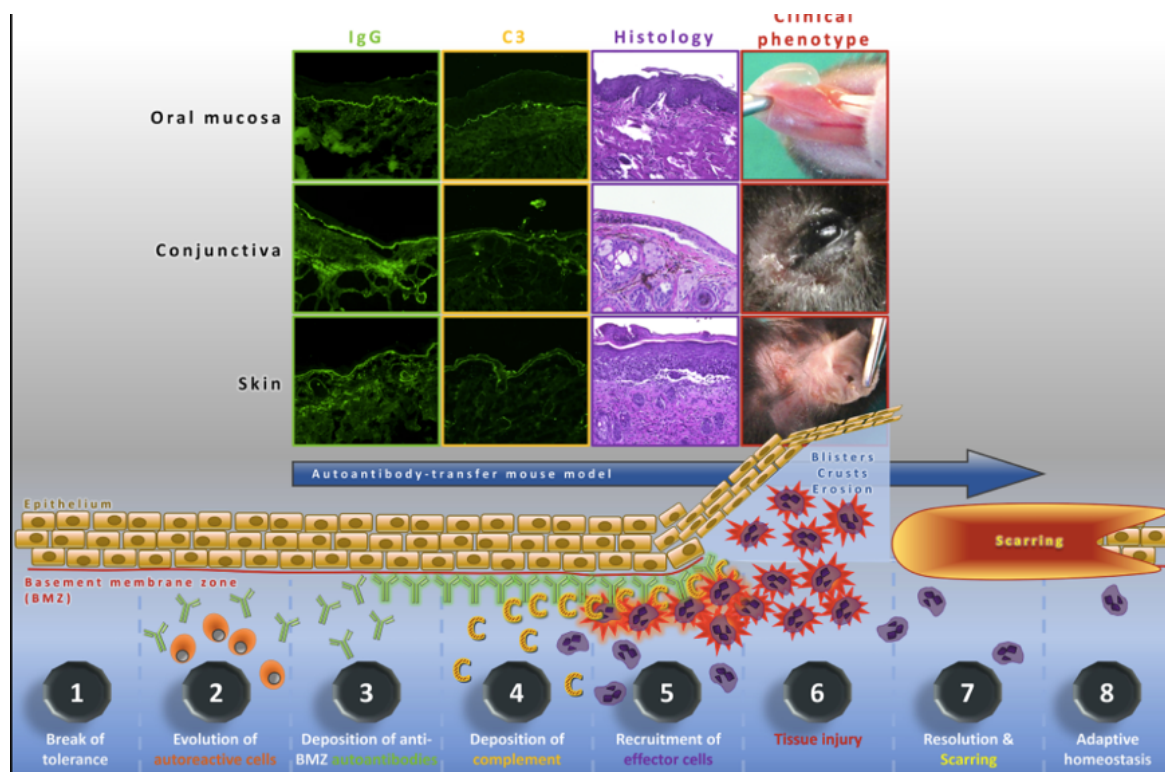 IgG
C3
Histology
Clinical
phenotype
Oral mucosa
Conjunctiva
Skin
Autoantibody-transfer mouse model
Blisters
Crusts
Erosion
Epithelium
Scarring
Basement membrane zone
(BMZ)
C
C
C
C
C
C
C
C
C
C
C
1
2
3
4
5
6
7
8
Break of
tolerance
Evolution of
autoreactive cells
Deposition of anti-
BMZ autoantibodies
Deposition of
complement
Recruitment of
effector cells
Tissue injury
Resolution &
Scarring
Adaptive
homeostasis